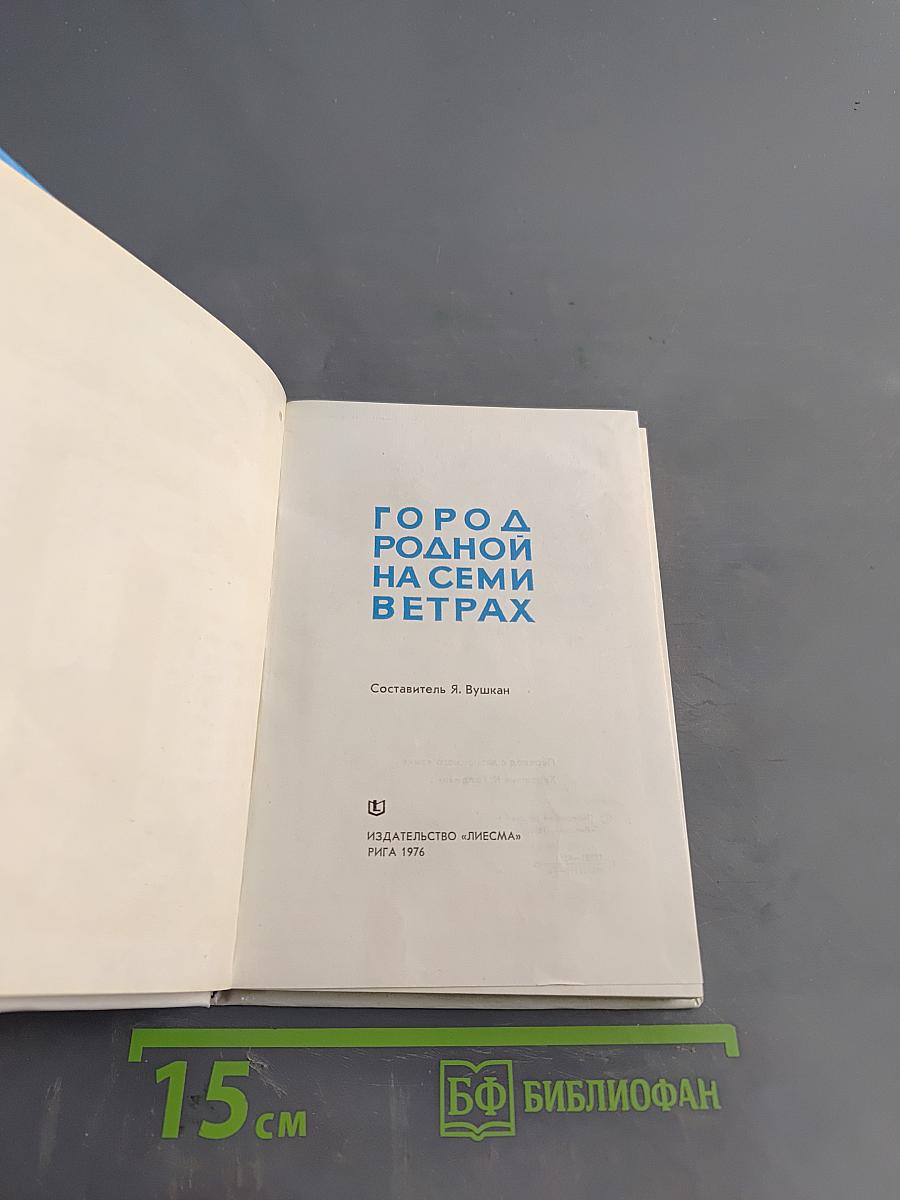 ГОРОД
РОДНОЙ
НА СЕМИ
ВЕТРАХ
Составитель Я. Вушкан
ИЗДАТЕЛЬСТВО «ЛИЕСМА»
РИГА 1976
15 см
БФ БИБЛИОФАН